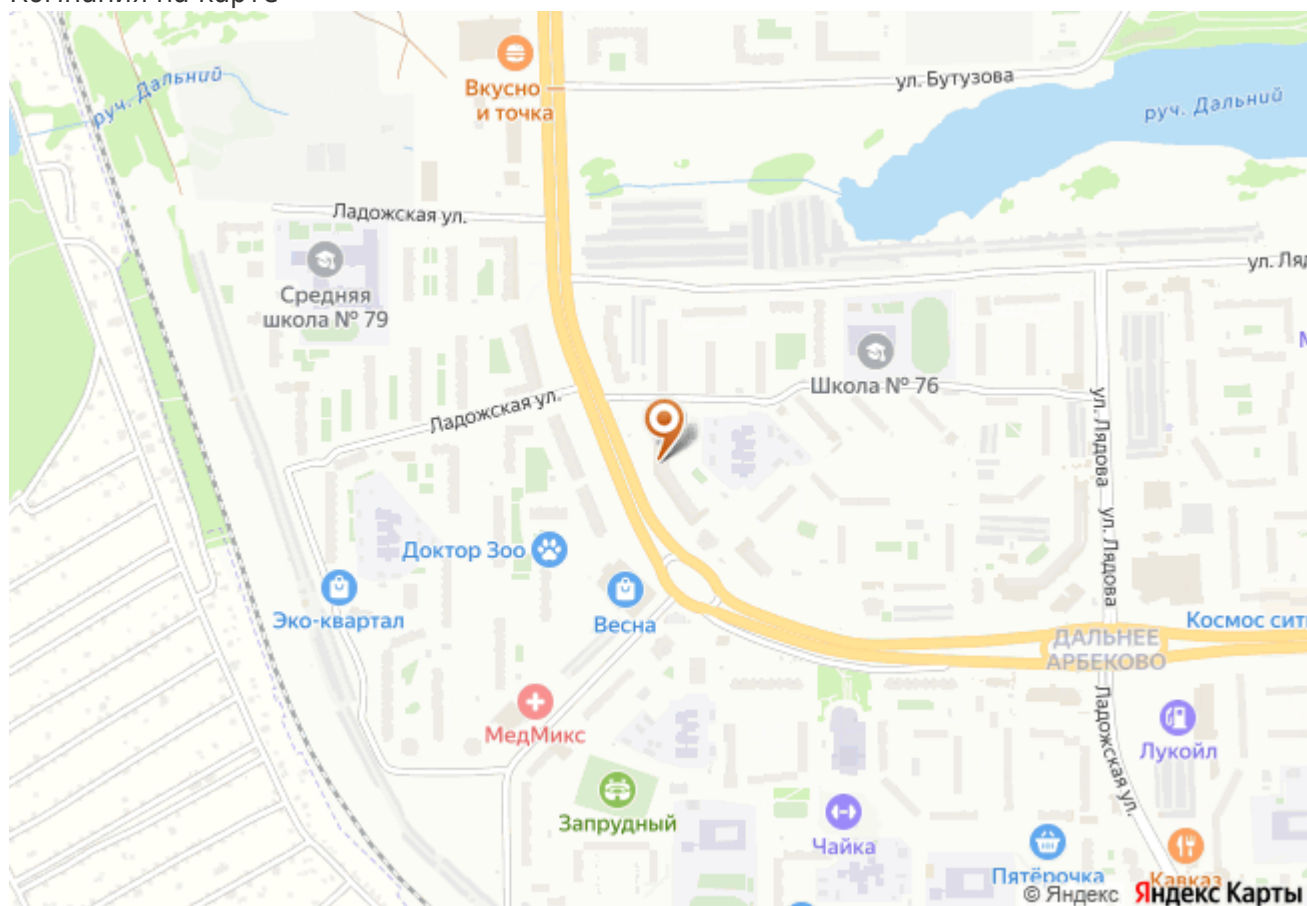 руч. Дальний
Вкусно
и точка
ул. Бутузова
руч. Дальний
Ладожская ул.
Средняя
школа № 79
ул. Ляд
Школа № 76
Ладожская ул.
ул. Лядова
ул. Лядова
Доктор Зоо
Эко-квартал
Весна
Космос сити
ДАЛЬНЕЕ
АРБЕКОВО
МедМикс
Ладожская ул.
Лукойл
Запрудный
Чайка
Пятёрочка
Кавказ
© Яндекс Яндекс Карты